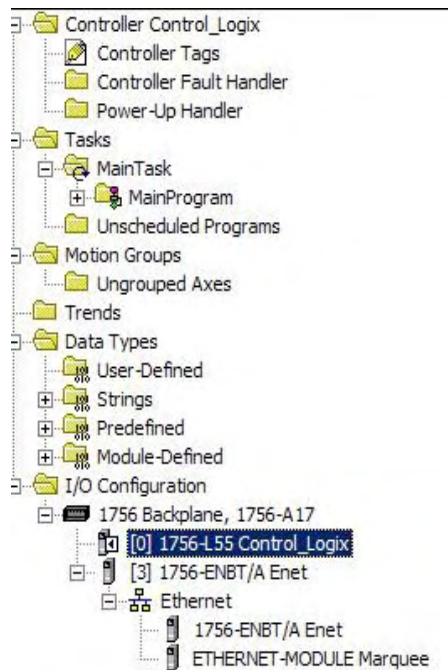 Controller Control_Logix
Controller Tags
Controller Fault Handler
Power-Up Handler
Tasks
MainTask
MainProgram
Unscheduled Programs
Motion Groups
Ungrouped Axes
Trends
Data Types
User-Defined
Strings
Predefined
Module-Defined
I/O Configuration
1756 Backplane, 1756-A17
[0] 1756-L55 Control_Logix
[3] 1756-ENBT/A Enet
Ethernet
1756-ENBT/A Enet
ETHERNET-MODULE Marquee